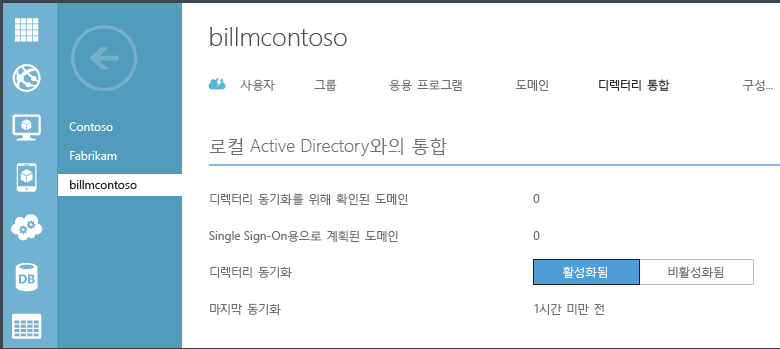 billmcontoso
사용자 그룹 응용 프로그램 도메인 디렉터리 통합 구성...
Contoso
Fabrikam
billmcontoso
로컬 Active Directory와의 통합
디렉터리 동기화를 위해 확인된 도메인 0
Single Sign-On용으로 계획된 도메인 0
디렉터리 동기화 활성화됨 비활성화됨
마지막 동기화 1시간 미만 전
DB